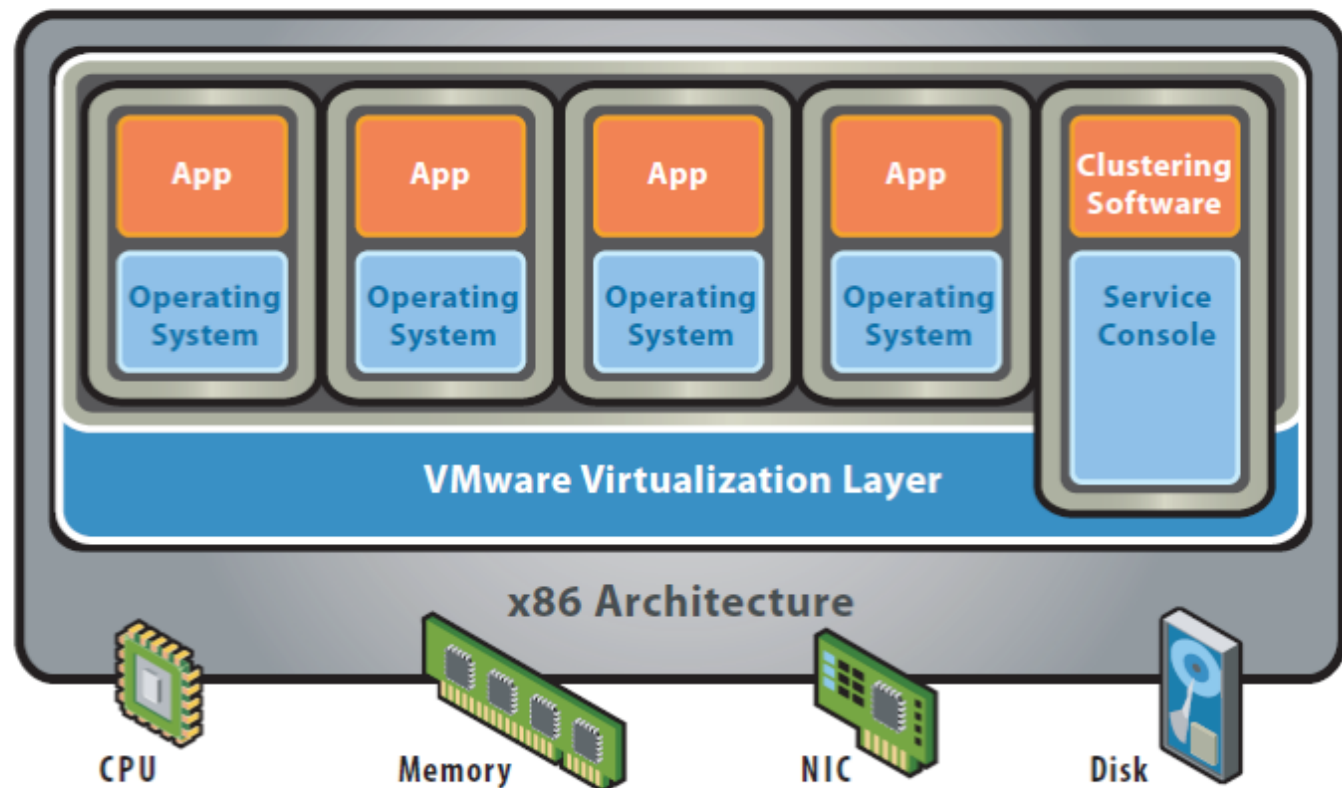 App
App
App
App
Clustering
Software
Operating
System
Operating
System
Operating
System
Operating
System
Service
Console
VMware Virtualization Layer
x86 Architecture
CPU
Memory
NIC
Disk